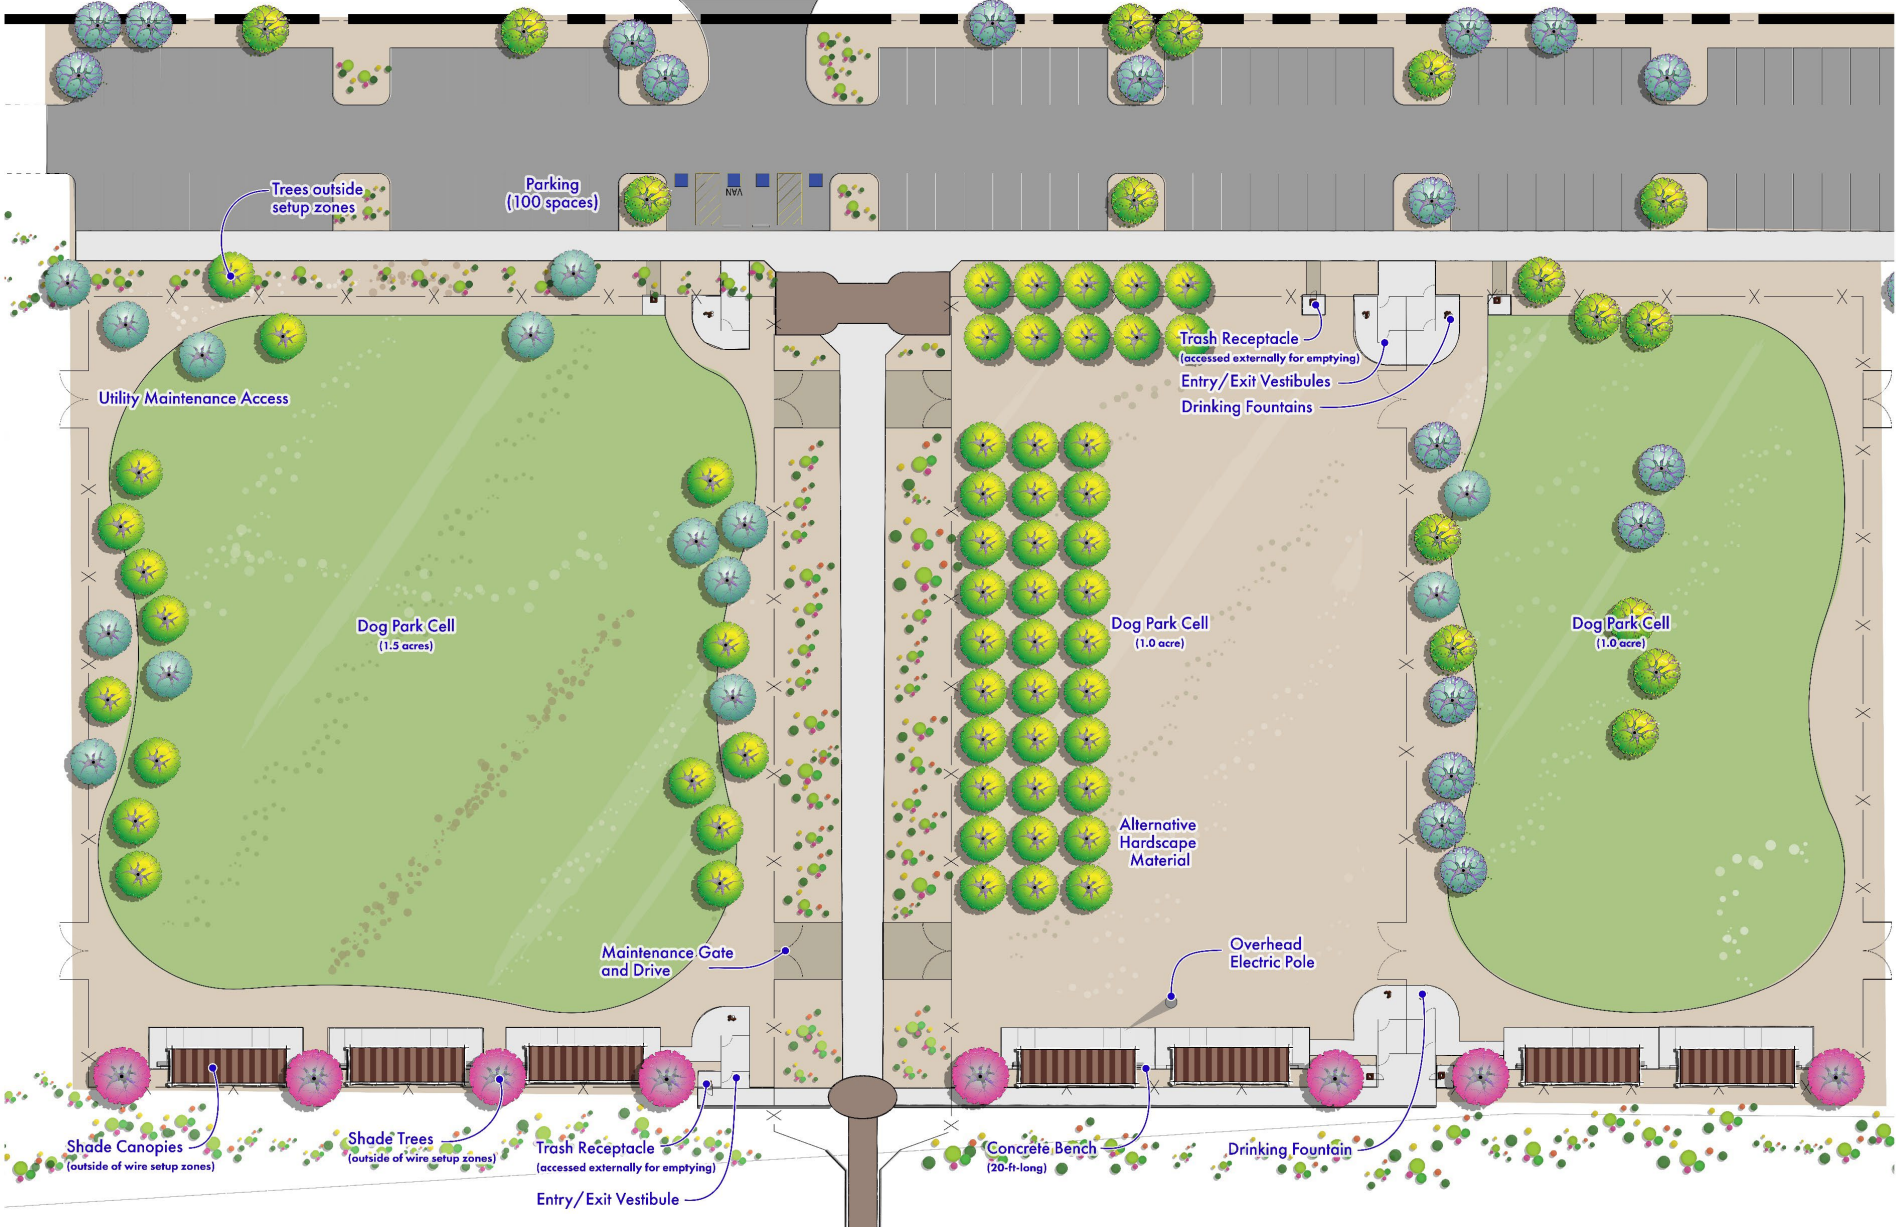 Trees outside
setup zones
Parking
(100 spaces)
VAN
Trash Receptacle
(accessed externally for emptying)
Entry/Exit Vestibules
Drinking Fountains
Utility Maintenance Access
Dog Park Cell
(1.5 acres)
Dog Park Cell
(1.0 acre)
Dog Park Cell
(1.0 acre)
Alternative
Hardscape
Material
Maintenance Gate
and Drive
Overhead
Electric Pole
Shade Canopies
(outside of wire setup zones)
Shade Trees
(outside of wire setup zones)
Trash Receptacle
(accessed externally for emptying)
Entry/Exit Vestibule
Concrete Bench
(20-ft-long)
Drinking Fountain